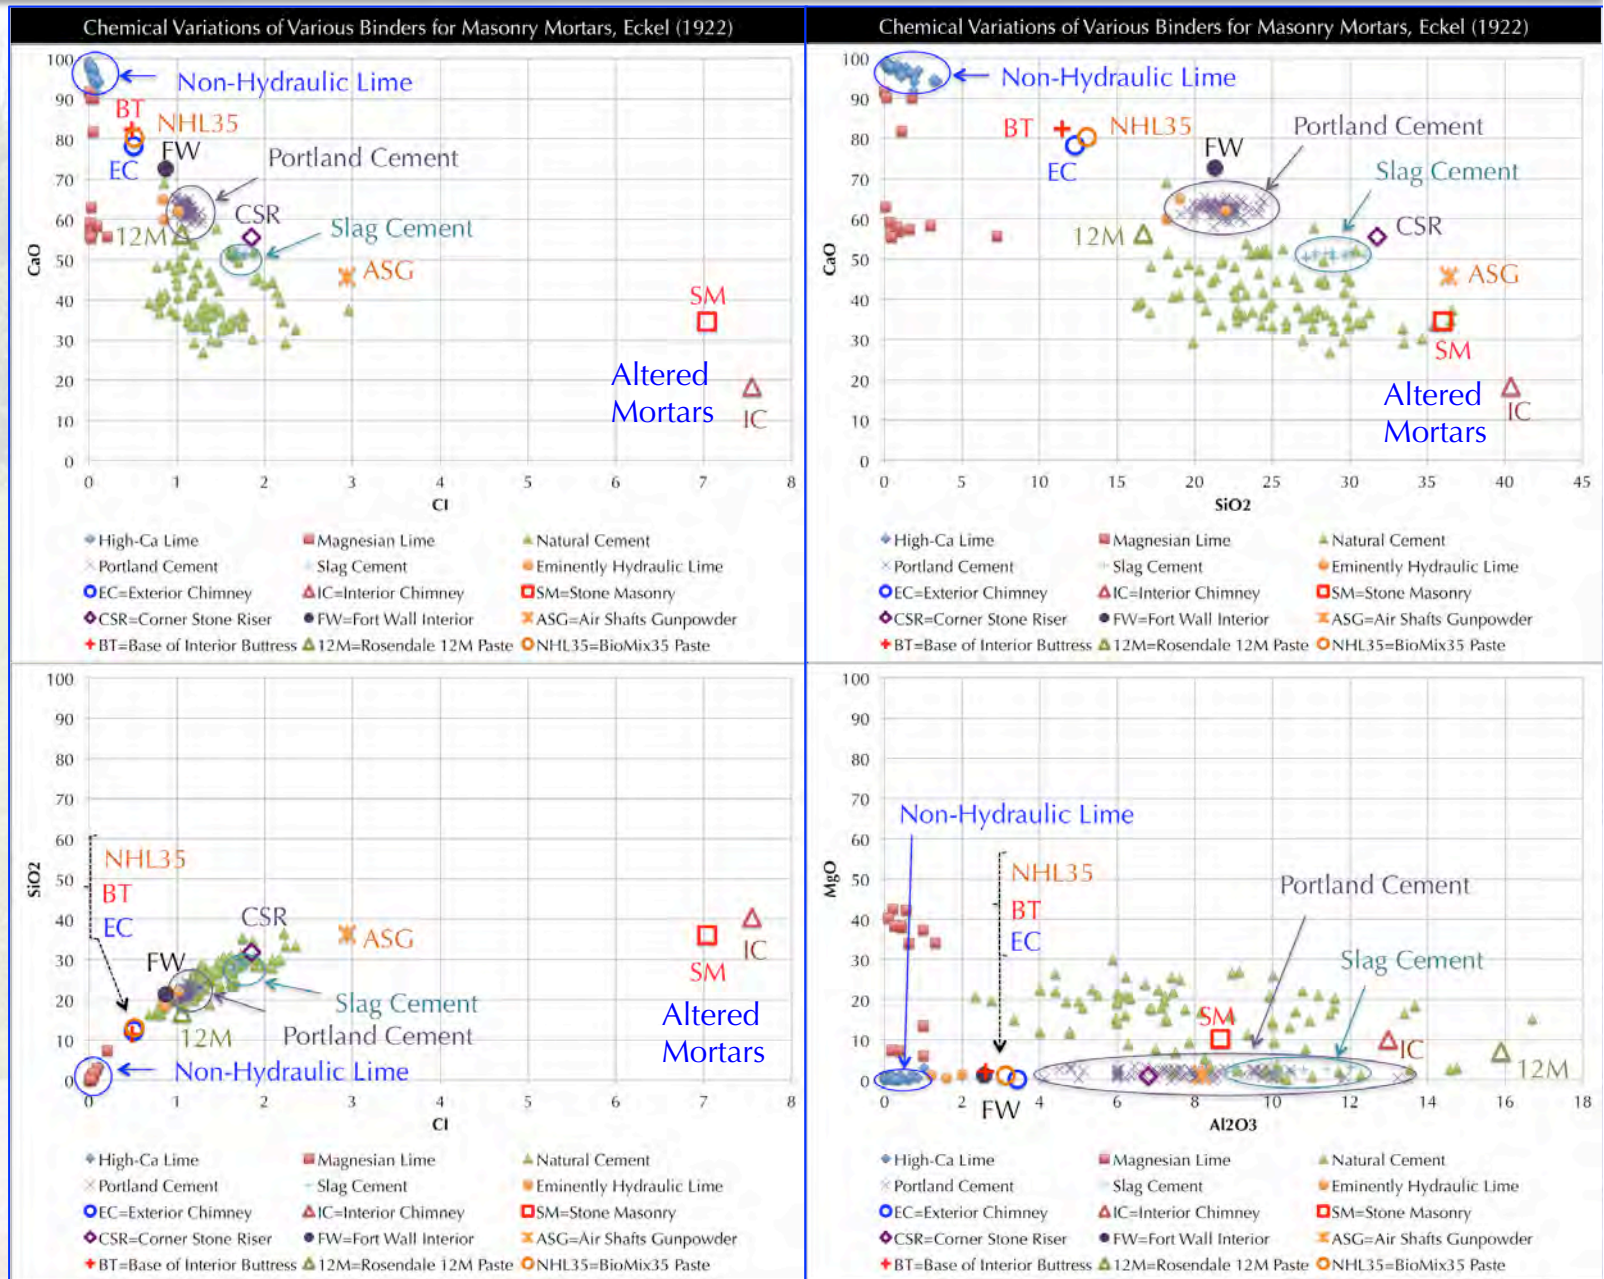 Chemical Variations of Various Binders for Masonry Mortars, Eckel (1922)
100
90
80
70
60
50
40
30
20
10
0
CaO
Non-Hydraulic Lime
BT
NHL35
EC
FW
Portland Cement
12M
CSR
Slag Cement
ASG
SM
Altered
Mortars
IC
0 1 2 3 4 5 6 7 8
CI
High-Ca Lime Magnesian Lime Natural Cement
Portland Cement Slag Cement Eminently Hydraulic Lime
EC=Exterior Chimney IC=Interior Chimney SM=Stone Masonry
CSR=Corner Stone Riser FW=Fort Wall Interior ASG=Air Shafts Gunpowder
BT=Base of Interior Buttress 12M=Rosendale 12M Paste NHL35=BioMix35 Paste
Chemical Variations of Various Binders for Masonry Mortars, Eckel (1922)
100
90
80
70
60
50
40
30
20
10
0
CaO
Non-Hydraulic Lime
BT
NHL35
EC
FW
Portland Cement
Slag Cement
12M
CSR
ASG
SM
Altered
Mortars
IC
0 5 10 15 20 25 30 35 40 45
SiO2
High-Ca Lime Magnesian Lime Natural Cement
Portland Cement Slag Cement Eminently Hydraulic Lime
EC=Exterior Chimney IC=Interior Chimney SM=Stone Masonry
CSR=Corner Stone Riser FW=Fort Wall Interior ASG=Air Shafts Gunpowder
BT=Base of Interior Buttress 12M=Rosendale 12M Paste NHL35=BioMix35 Paste
100
90
80
70
60
50
40
30
20
10
0
SiO2
NHL35
BT
EC
FW
CSR
ASG
SM
IC
Slag Cement
Portland Cement
12M
Altered
Mortars
Non-Hydraulic Lime
0 1 2 3 4 5 6 7 8
CI
High-Ca Lime Magnesian Lime Natural Cement
Portland Cement Slag Cement Eminently Hydraulic Lime
EC=Exterior Chimney IC=Interior Chimney SM=Stone Masonry
CSR=Corner Stone Riser FW=Fort Wall Interior ASG=Air Shafts Gunpowder
BT=Base of Interior Buttress 12M=Rosendale 12M Paste NHL35=BioMix35 Paste
100
90
80
70
60
50
40
30
20
10
0
MgO
Non-Hydraulic Lime
NHL35
BT
EC
Portland Cement
Slag Cement
SM
IC
12M
FW
0 2 4 6 8 10 12 14 16 18
Al2O3
High-Ca Lime Magnesian Lime Natural Cement
Portland Cement Slag Cement Eminently Hydraulic Lime
EC=Exterior Chimney IC=Interior Chimney SM=Stone Masonry
CSR=Corner Stone Riser FW=Fort Wall Interior ASG=Air Shafts Gunpowder
BT=Base of Interior Buttress 12M=Rosendale 12M Paste NHL35=BioMix35 Paste